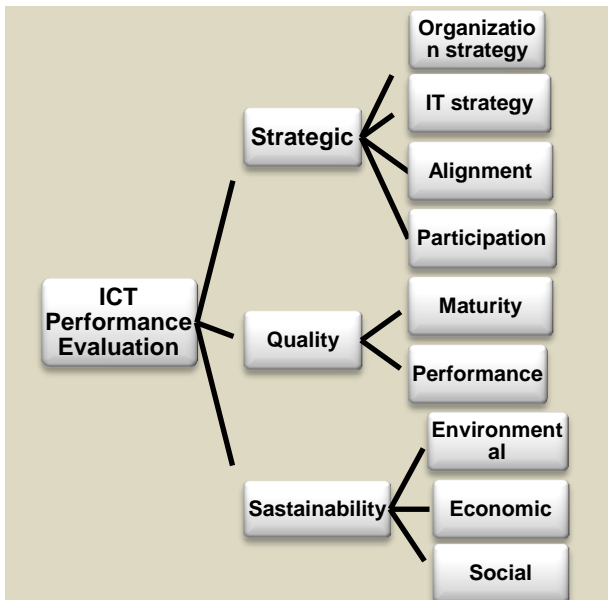 Organizatio
n strategy
IT strategy
Strategic
Alignment
Participation
ICT
Performance
Evaluation
Maturity
Quality
Performance
Environment
al
Sastainability
Economic
Social